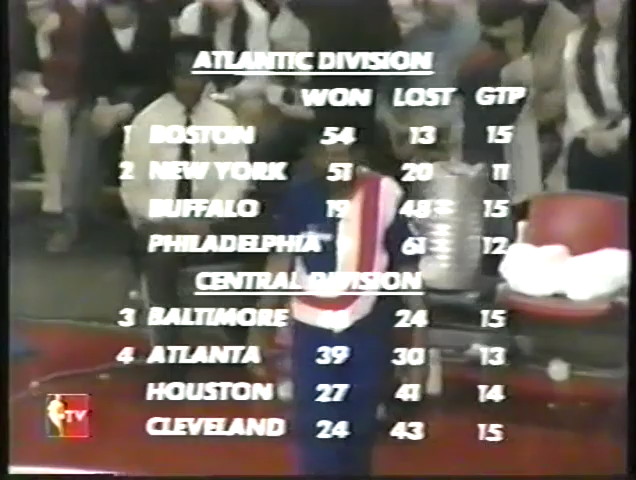 ATLANTIC DIVISION
WON LOST GTP
1 BOSTON 54 13 15
2 NEW YORK 51 20 11
BUFFALO 19 48 15
PHILADELPHIA 9 61 12
CENTRAL DIVISION
3 BALTIMORE 24 15
4 ATLANTA 39 30 13
HOUSTON 27 41 14
CLEVELAND 24 43 15
TV